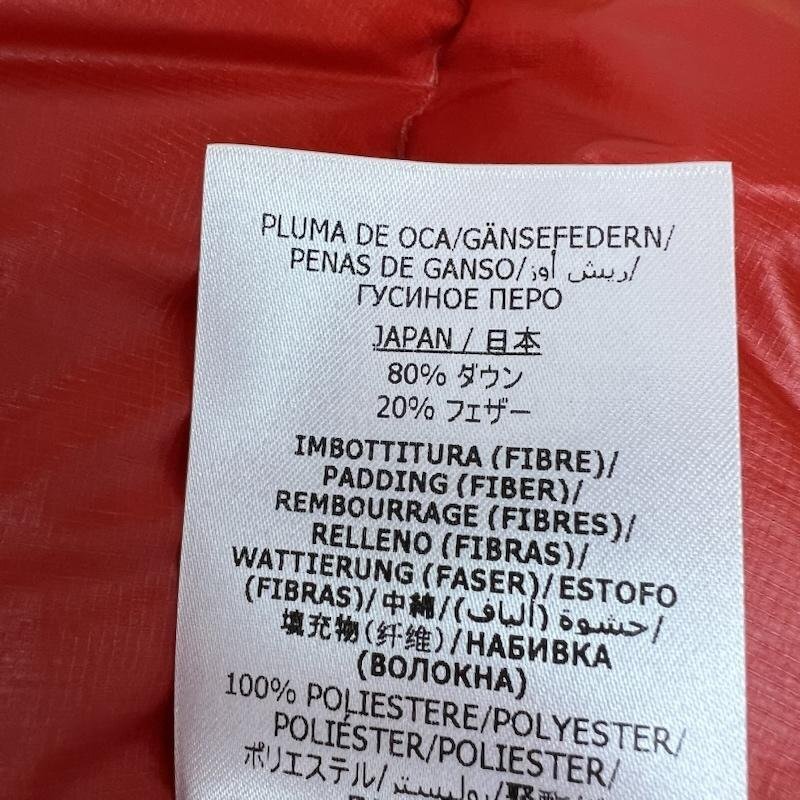 PLUMA DE OCA/GÄNSEFEDERN/
PENAS DE GANSO/ريش أوز/
ГУСИНОЕ ПЕРО
JAPAN / 日本
80% ダウン
20% フェザー
IMBOTTITURA (FIBRE)/
PADDING (FIBER)/
REMBOURRAGE (FIBRES)/
RELLENO (FIBRAS)/
WATTIERUNG (FASER)/ESTOFO
(FIBRAS)/中綿/حشوة (ألياف)/
填充物(纤维)/НАБИВКА
(ВОЛОКНА)
100% POLIESTERE/POLYESTER/
POLIÉSTER/POLIESTER/
ポリエステル/بوليستر/